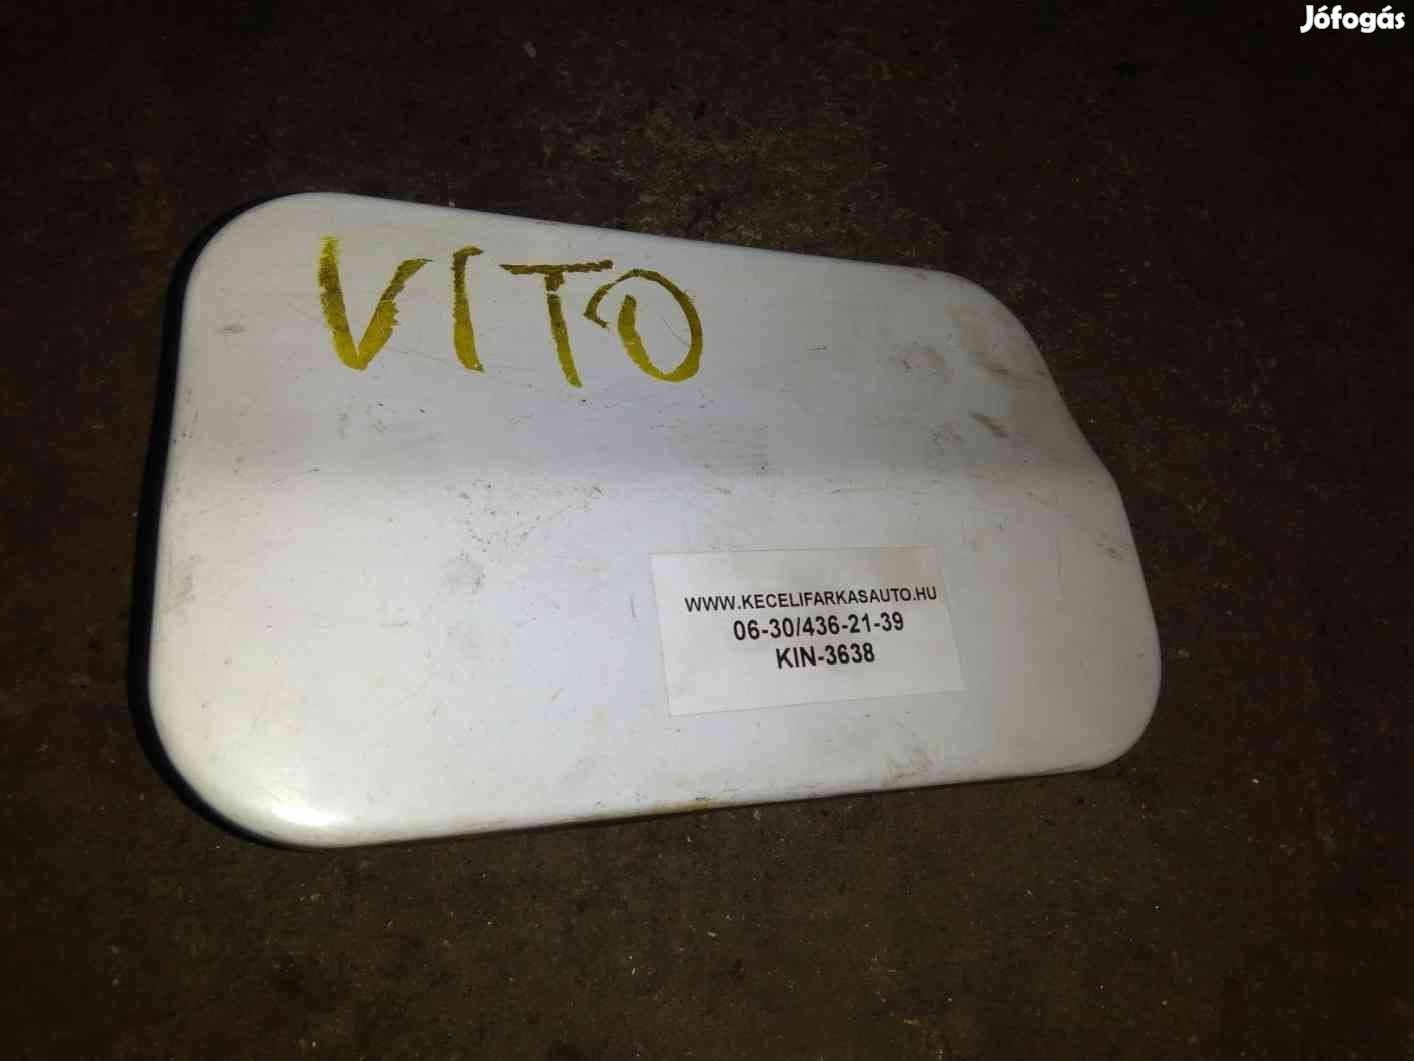 Jófogás
VITO
WWW.KECELIFARKASAUTO.HU
06-30/436-21-39
KIN-3638